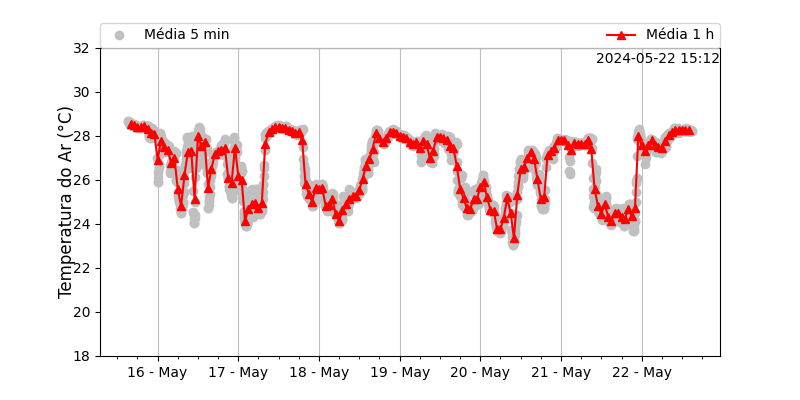 Média 5 min
Média 1 h
2024-05-22 15:12
Temperatura do Ar (°C)
32
30
28
26
24
22
20
18
16 - May
17 - May
18 - May
19 - May
20 - May
21 - May
22 - May